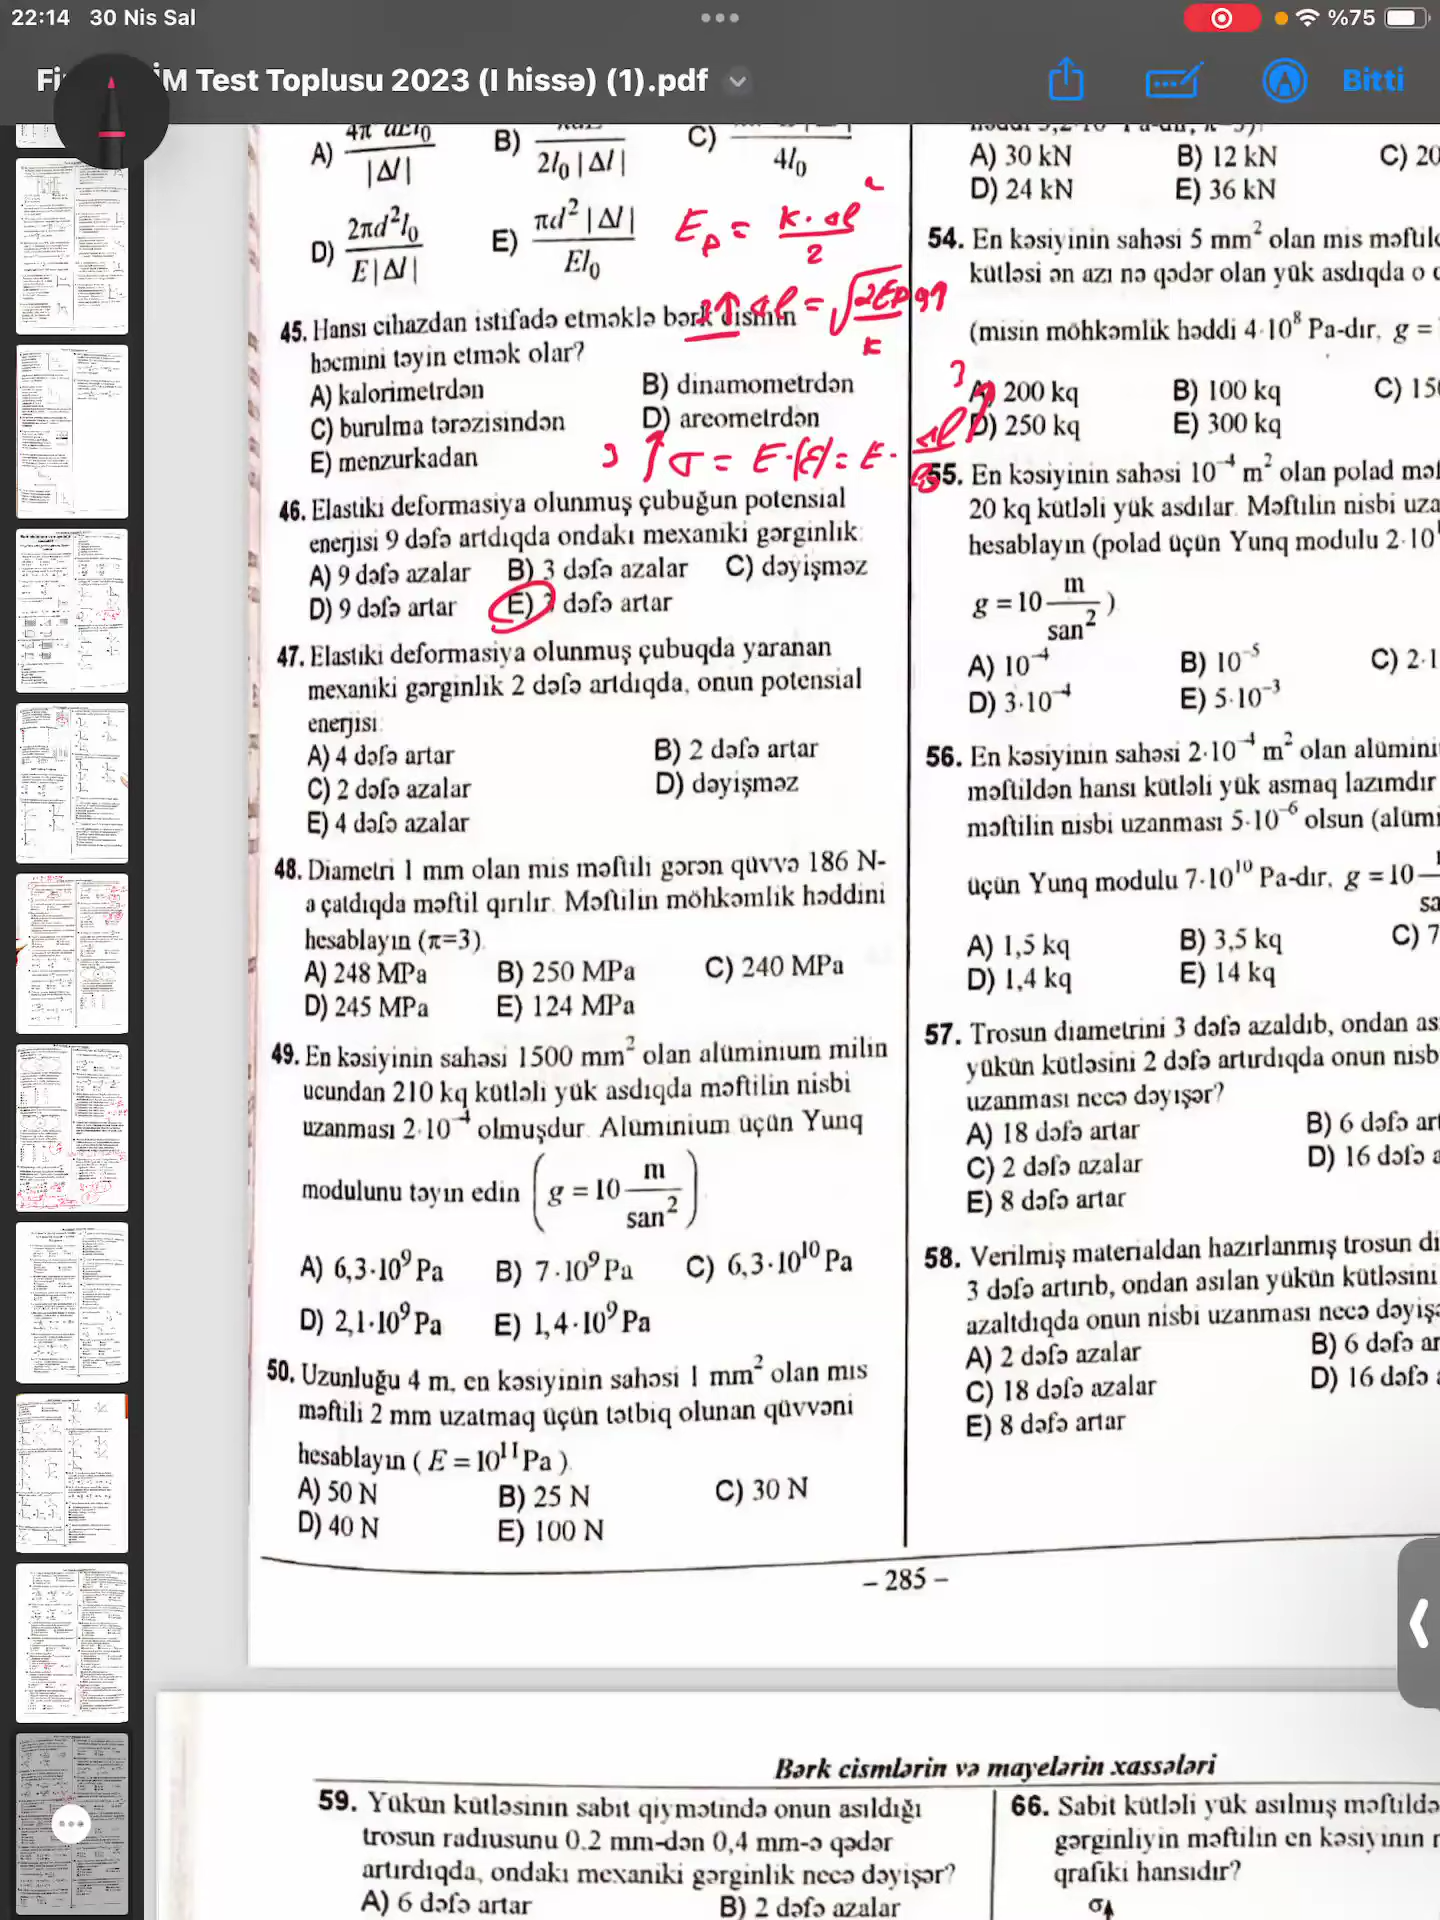 22:14 30 Nis Sal
%75
İM Test Toplusu 2023 (I hissə) (1).pdf
Bitti
A) |Δl|
B) 2l₀|Δl|
C) 4l₀
D) 2πd²l₀ / E|Δl|
E) πd²|Δl| / El₀
Eₚ = k·Δl² / 2
Δl = √(2Eₚ / k)
45. Hansı cihazdan istifadə etməklə bərk cismin
həcmini təyin etmək olar?
A) kalorimetrdən B) dinamometrdən
C) burulma tərəzisindən D) areometrdən
E) menzurkadan
σ = E·|ε| = E·
46. Elastiki deformasiya olunmuş çubuğun potensial
enerjisi 9 dəfə artdıqda ondakı mexaniki gərginlik:
A) 9 dəfə azalar B) 3 dəfə azalar C) dəyişməz
D) 9 dəfə artar E) 3 dəfə artar
47. Elastiki deformasiya olunmuş çubuqda yaranan
mexaniki gərginlik 2 dəfə artdıqda, onun potensial
enerjisi:
A) 4 dəfə artar B) 2 dəfə artar
C) 2 dəfə azalar D) dəyişməz
E) 4 dəfə azalar
48. Diametri 1 mm olan mis məftili gərən qüvvə 186 N-
a çatdıqda məftil qırılır. Məftilin möhkəmlik həddini
hesablayın (π=3).
A) 248 MPa B) 250 MPa C) 240 MPa
D) 245 MPa E) 124 MPa
49. En kəsiyinin sahəsi 1500 mm² olan alüminium milin
ucundan 210 kq kütləli yük asdıqda məftilin nisbi
uzanması 2·10⁻⁴ olmuşdur. Alüminium üçün Yunq
modulunu təyin edin (g = 10 m/san²)
A) 6,3·10⁹ Pa B) 7·10⁹ Pa C) 6,3·10¹⁰ Pa
D) 2,1·10⁹ Pa E) 1,4·10⁹ Pa
50. Uzunluğu 4 m, en kəsiyinin sahəsi 1 mm² olan mis
məftili 2 mm uzatmaq üçün tətbiq olunan qüvvəni
hesablayın ( E = 10¹¹ Pa ).
A) 50 N B) 25 N C) 30 N
D) 40 N E) 100 N
A) 30 kN B) 12 kN C) 20
D) 24 kN E) 36 kN
54. En kəsiyinin sahəsi 5 mm² olan mis məftildə
kütləsi ən azı nə qədər olan yük asdıqda o
(misin möhkəmlik həddi 4·10⁸ Pa-dır, g =
A) 200 kq B) 100 kq C) 15
D) 250 kq E) 300 kq
55. En kəsiyinin sahəsi 10⁻⁴ m² olan polad məf
20 kq kütləli yük asdılar. Məftilin nisbi uza
hesablayın (polad üçün Yunq modulu 2·10
g = 10 m/san² )
A) 10⁻⁴ B) 10⁻⁵ C) 2·1
D) 3·10⁻⁴ E) 5·10⁻³
56. En kəsiyinin sahəsi 2·10⁻⁴ m² olan alümini
məftildən hansı kütləli yük asmaq lazımdır
məftilin nisbi uzanması 5·10⁻⁶ olsun (alümi
üçün Yunq modulu 7·10¹⁰ Pa-dır, g = 10
A) 1,5 kq B) 3,5 kq C) 7
D) 1,4 kq E) 14 kq
57. Trosun diametrini 3 dəfə azaldıb, ondan as
yükün kütləsini 2 dəfə artırdıqda onun nisb
uzanması necə dəyişər?
A) 18 dəfə artar B) 6 dəfə art
C) 2 dəfə azalar D) 16 dəfə a
E) 8 dəfə artar
58. Verilmiş materialdan hazırlanmış trosun di
3 dəfə artırıb, ondan asılan yükün kütləsini
azaltdıqda onun nisbi uzanması necə dəyişə
A) 2 dəfə azalar B) 6 dəfə ar
C) 18 dəfə azalar D) 16 dəfə
E) 8 dəfə artar
– 285 –
Bərk cismlərin və mayelərin xassələri
59. Yükün kütləsinin sabit qiymətində onun asıldığı
trosun radiusunu 0.2 mm-dən 0,4 mm-ə qədər
artırdıqda, ondakı mexaniki gərginlik necə dəyişər?
A) 6 dəfə artar B) 2 dəfə azalar
66. Sabit kütləli yük asılmış məftildə
gərginliyin məftilin en kəsiyinin r
qrafiki hansıdır?
σ